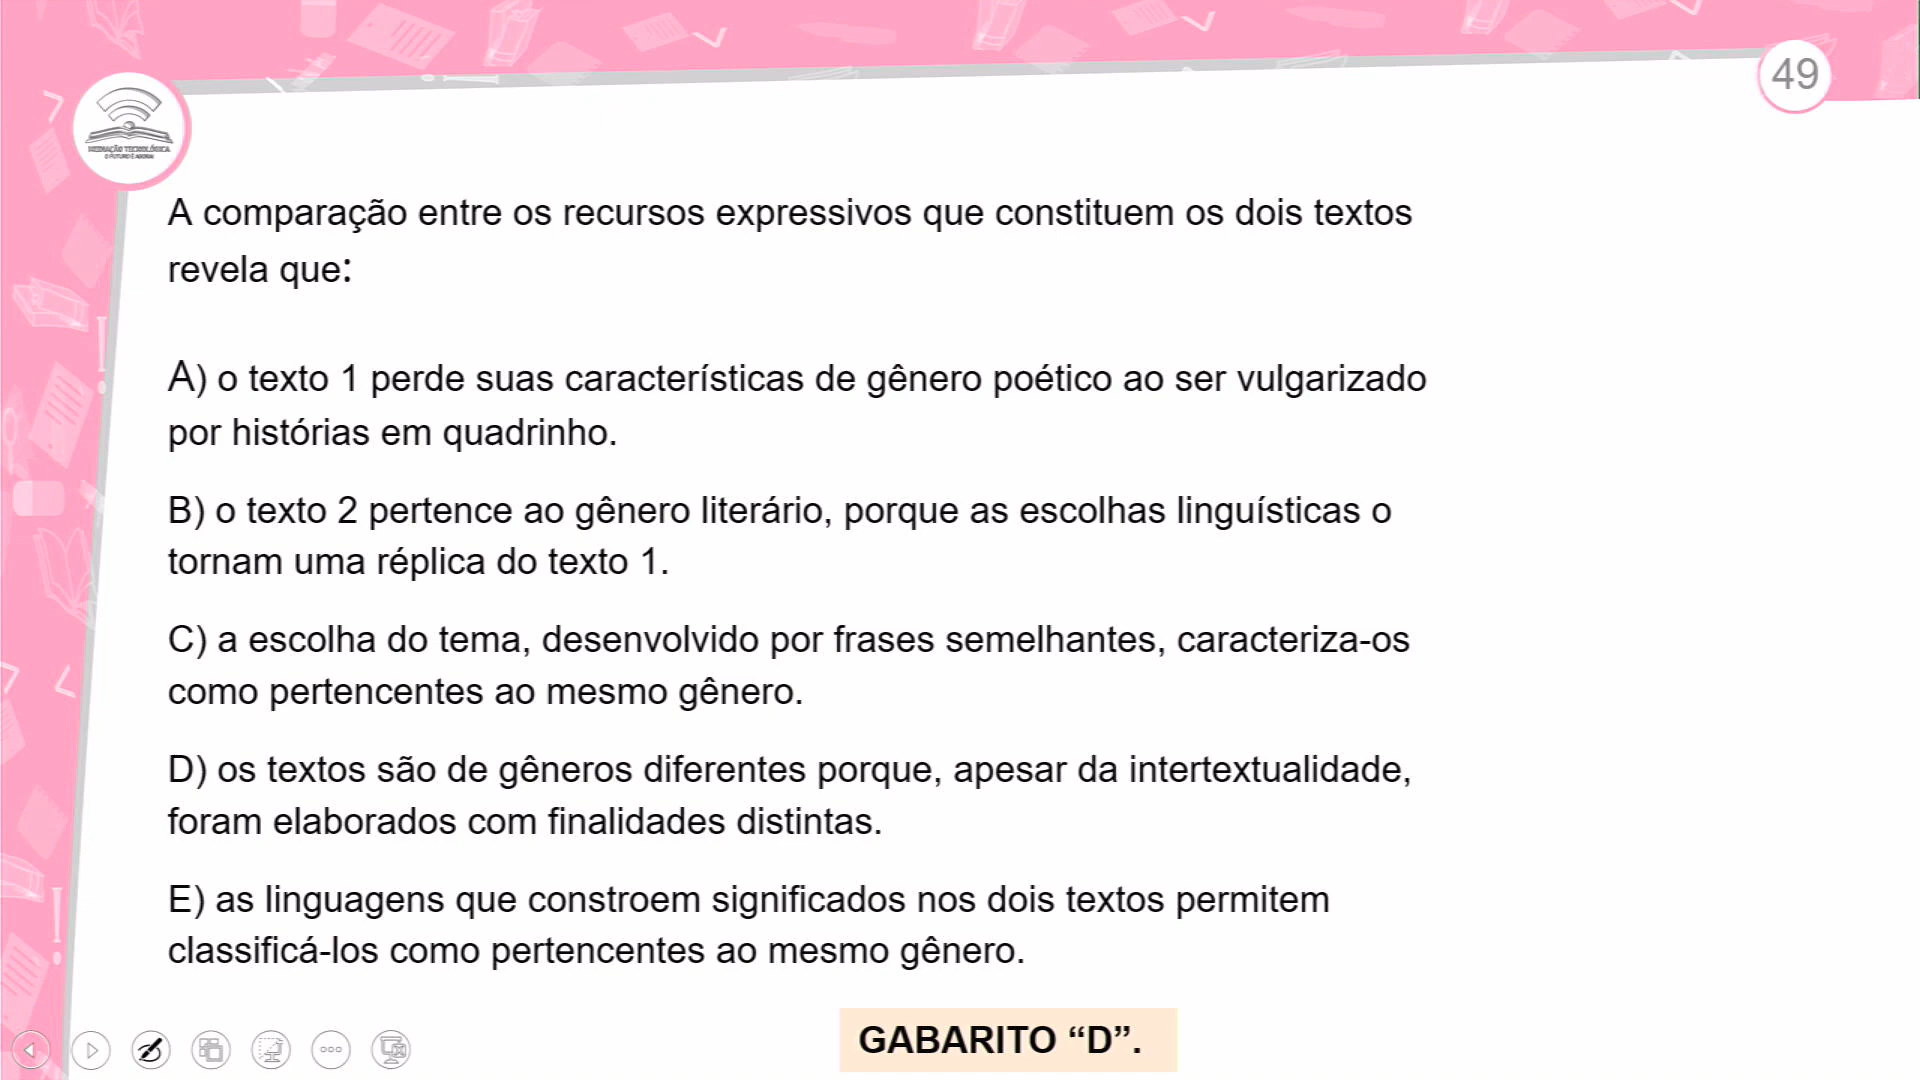 49
MEDIAÇÃO TECNOLÓGICA
O FUTURO É AGORA!
A comparação entre os recursos expressivos que constituem os dois textos
revela que:
A) o texto 1 perde suas características de gênero poético ao ser vulgarizado
por histórias em quadrinho.
B) o texto 2 pertence ao gênero literário, porque as escolhas linguísticas o
tornam uma réplica do texto 1.
C) a escolha do tema, desenvolvido por frases semelhantes, caracteriza-os
como pertencentes ao mesmo gênero.
D) os textos são de gêneros diferentes porque, apesar da intertextualidade,
foram elaborados com finalidades distintas.
E) as linguagens que constroem significados nos dois textos permitem
classificá-los como pertencentes ao mesmo gênero.
GABARITO “D”.